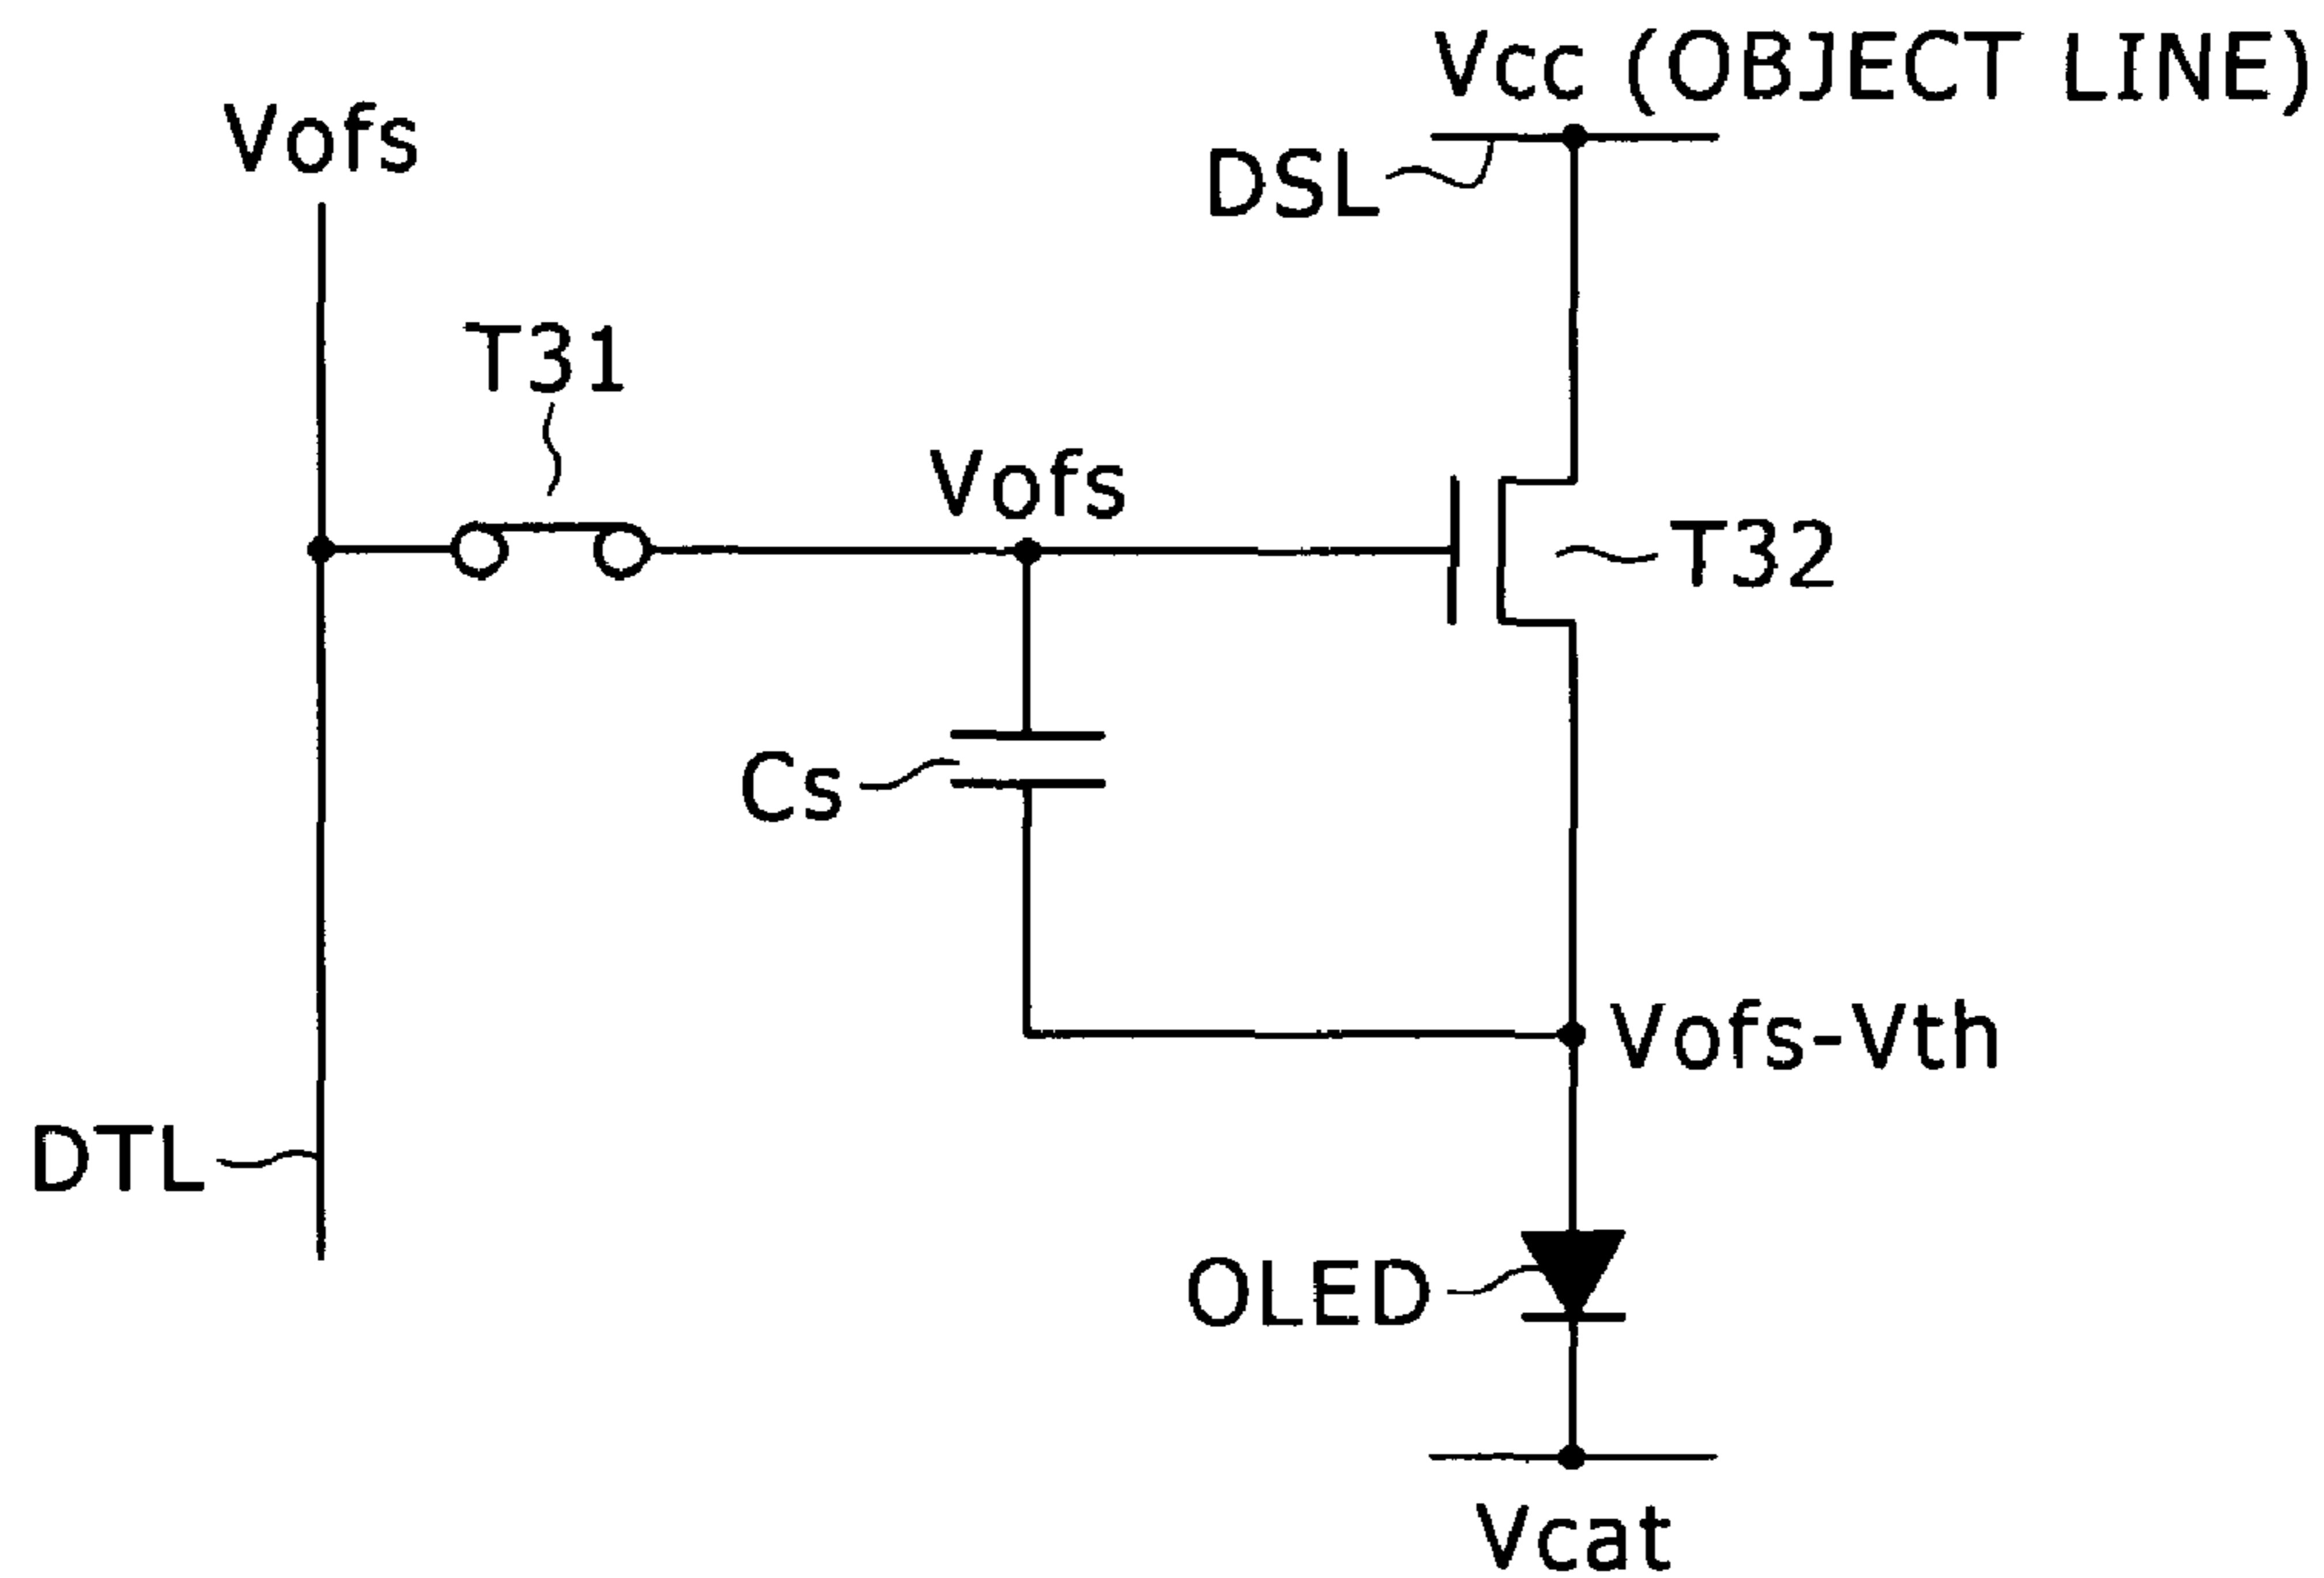 Vcc (OBJECT LINE)
Vofs
DSL
T31
Vofs
T32
Cs
Vofs-Vth
DTL
OLED
Vcat